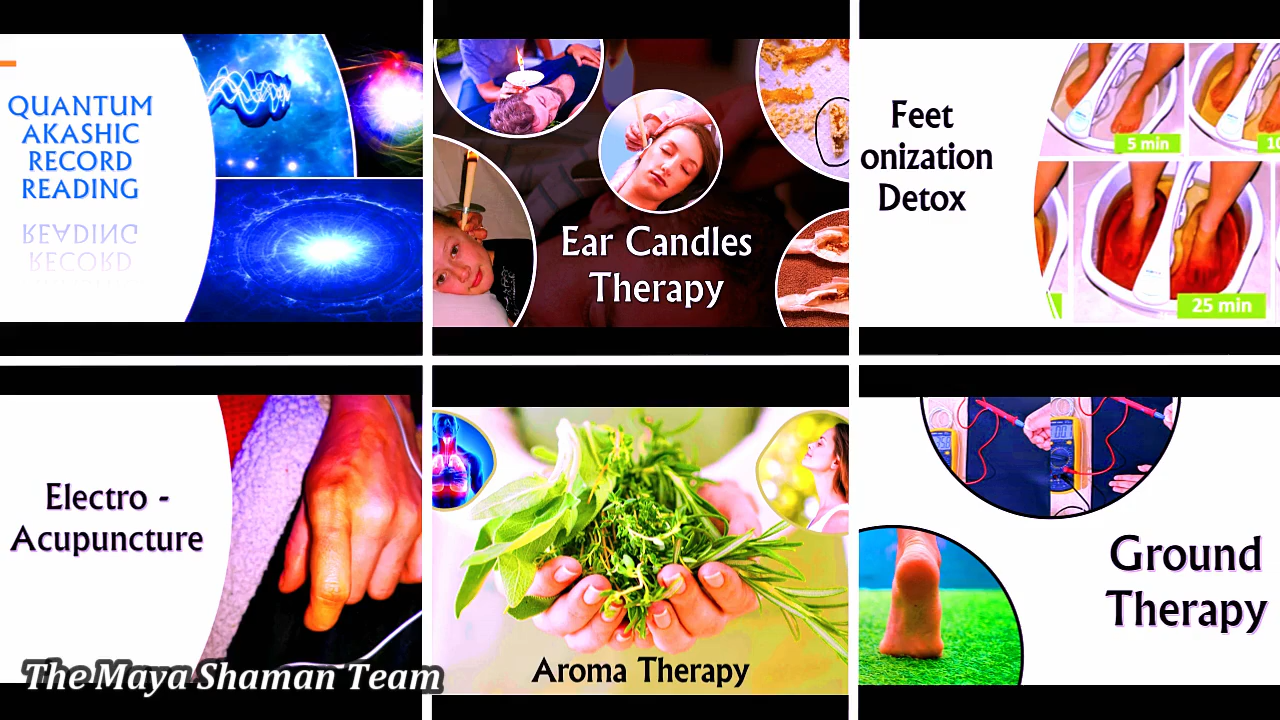 QUANTUM
AKASHIC
RECORD
READING
READING
RECORD
Ear Candles
Therapy
Feet
onization
Detox
5 min
10
25 min
Electro -
Acupuncture
Aroma Therapy
Ground
Therapy
The Maya Shaman Team